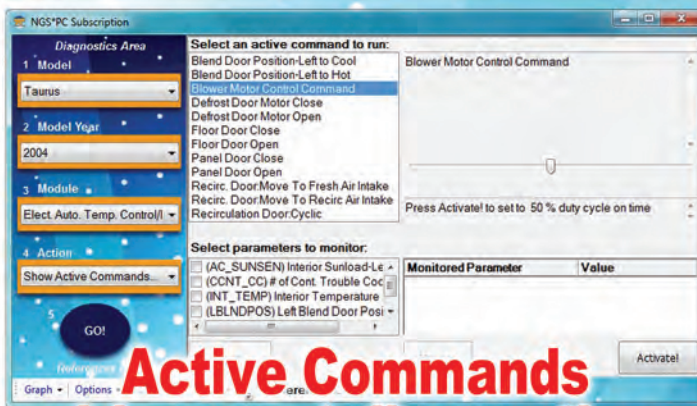 NGS*PC Subscription
Diagnostics Area
1 Model
Taurus
2 Model Year
2004
3 Module
Elect. Auto. Temp. Control/I
4 Action
Show Active Commands...
5
GO!
Graph
Options
Select an active command to run:
Blend Door Position-Left to Cool
Blend Door Position-Left to Hot
Blower Motor Control Command
Defrost Door Motor Close
Defrost Door Motor Open
Floor Door Close
Floor Door Open
Panel Door Close
Panel Door Open
Recirc. Door:Move To Fresh Air Intake
Recirc. Door:Move To Recirc Air Intake
Recirculation Door:Cyclic
Blower Motor Control Command
Press Activate! to set to 50 % duty cycle on time
Select parameters to monitor:
(AC_SUNSEN) Interior Sunload-Le
(CCNT_CC) # of Cont. Trouble Coc
(INT_TEMP) Interior Temperature
(LBLNDPOS) Left Blend Door Posi
Monitored Parameter Value
Activate!
Active Commands